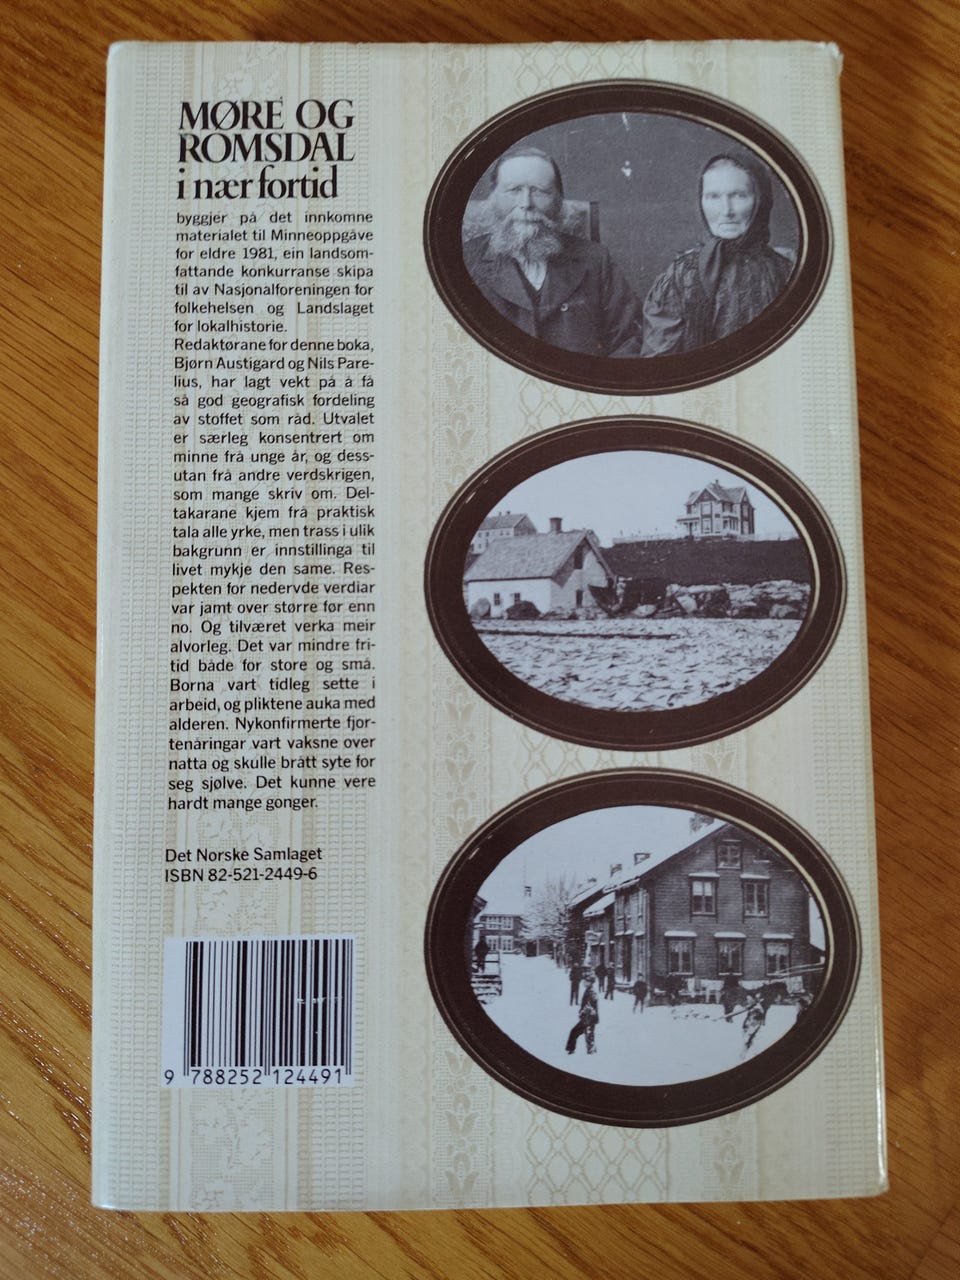 MØRE OG
ROMSDAL
i nær fortid
byggjer på det innkomne
materialet til Minneoppgåve
for eldre 1981, ein landsom-
fattande konkurranse skipa
til av Nasjonalforeningen for
folkehelsen og Landslaget
for lokalhistorie.
Redaktørane for denne boka,
Bjørn Austigard og Nils Pare-
lius, har lagt vekt på å få
så god geografisk fordeling
av stoffet som råd. Utvalet
er særleg konsentrert om
minne frå unge år, og dess-
utan frå andre verdskrigen,
som mange skriv om. Del-
takarane kjem frå praktisk
tala alle yrke, men trass i ulik
bakgrunn er innstillinga til
livet mykje den same. Res-
pekten for nedervde verdiar
var jamt over større før enn
no. Og tilværet verka meir
alvorleg. Det var mindre fri-
tid både for store og små.
Borna vart tidleg sette i
arbeid, og pliktene auka med
alderen. Nykonfirmerte fjor-
tenåringar vart vaksne over
natta og skulle brått syte for
seg sjølve. Det kunne vere
hardt mange gonger.
Det Norske Samlaget
ISBN 82-521-2449-6
9 788252 124491